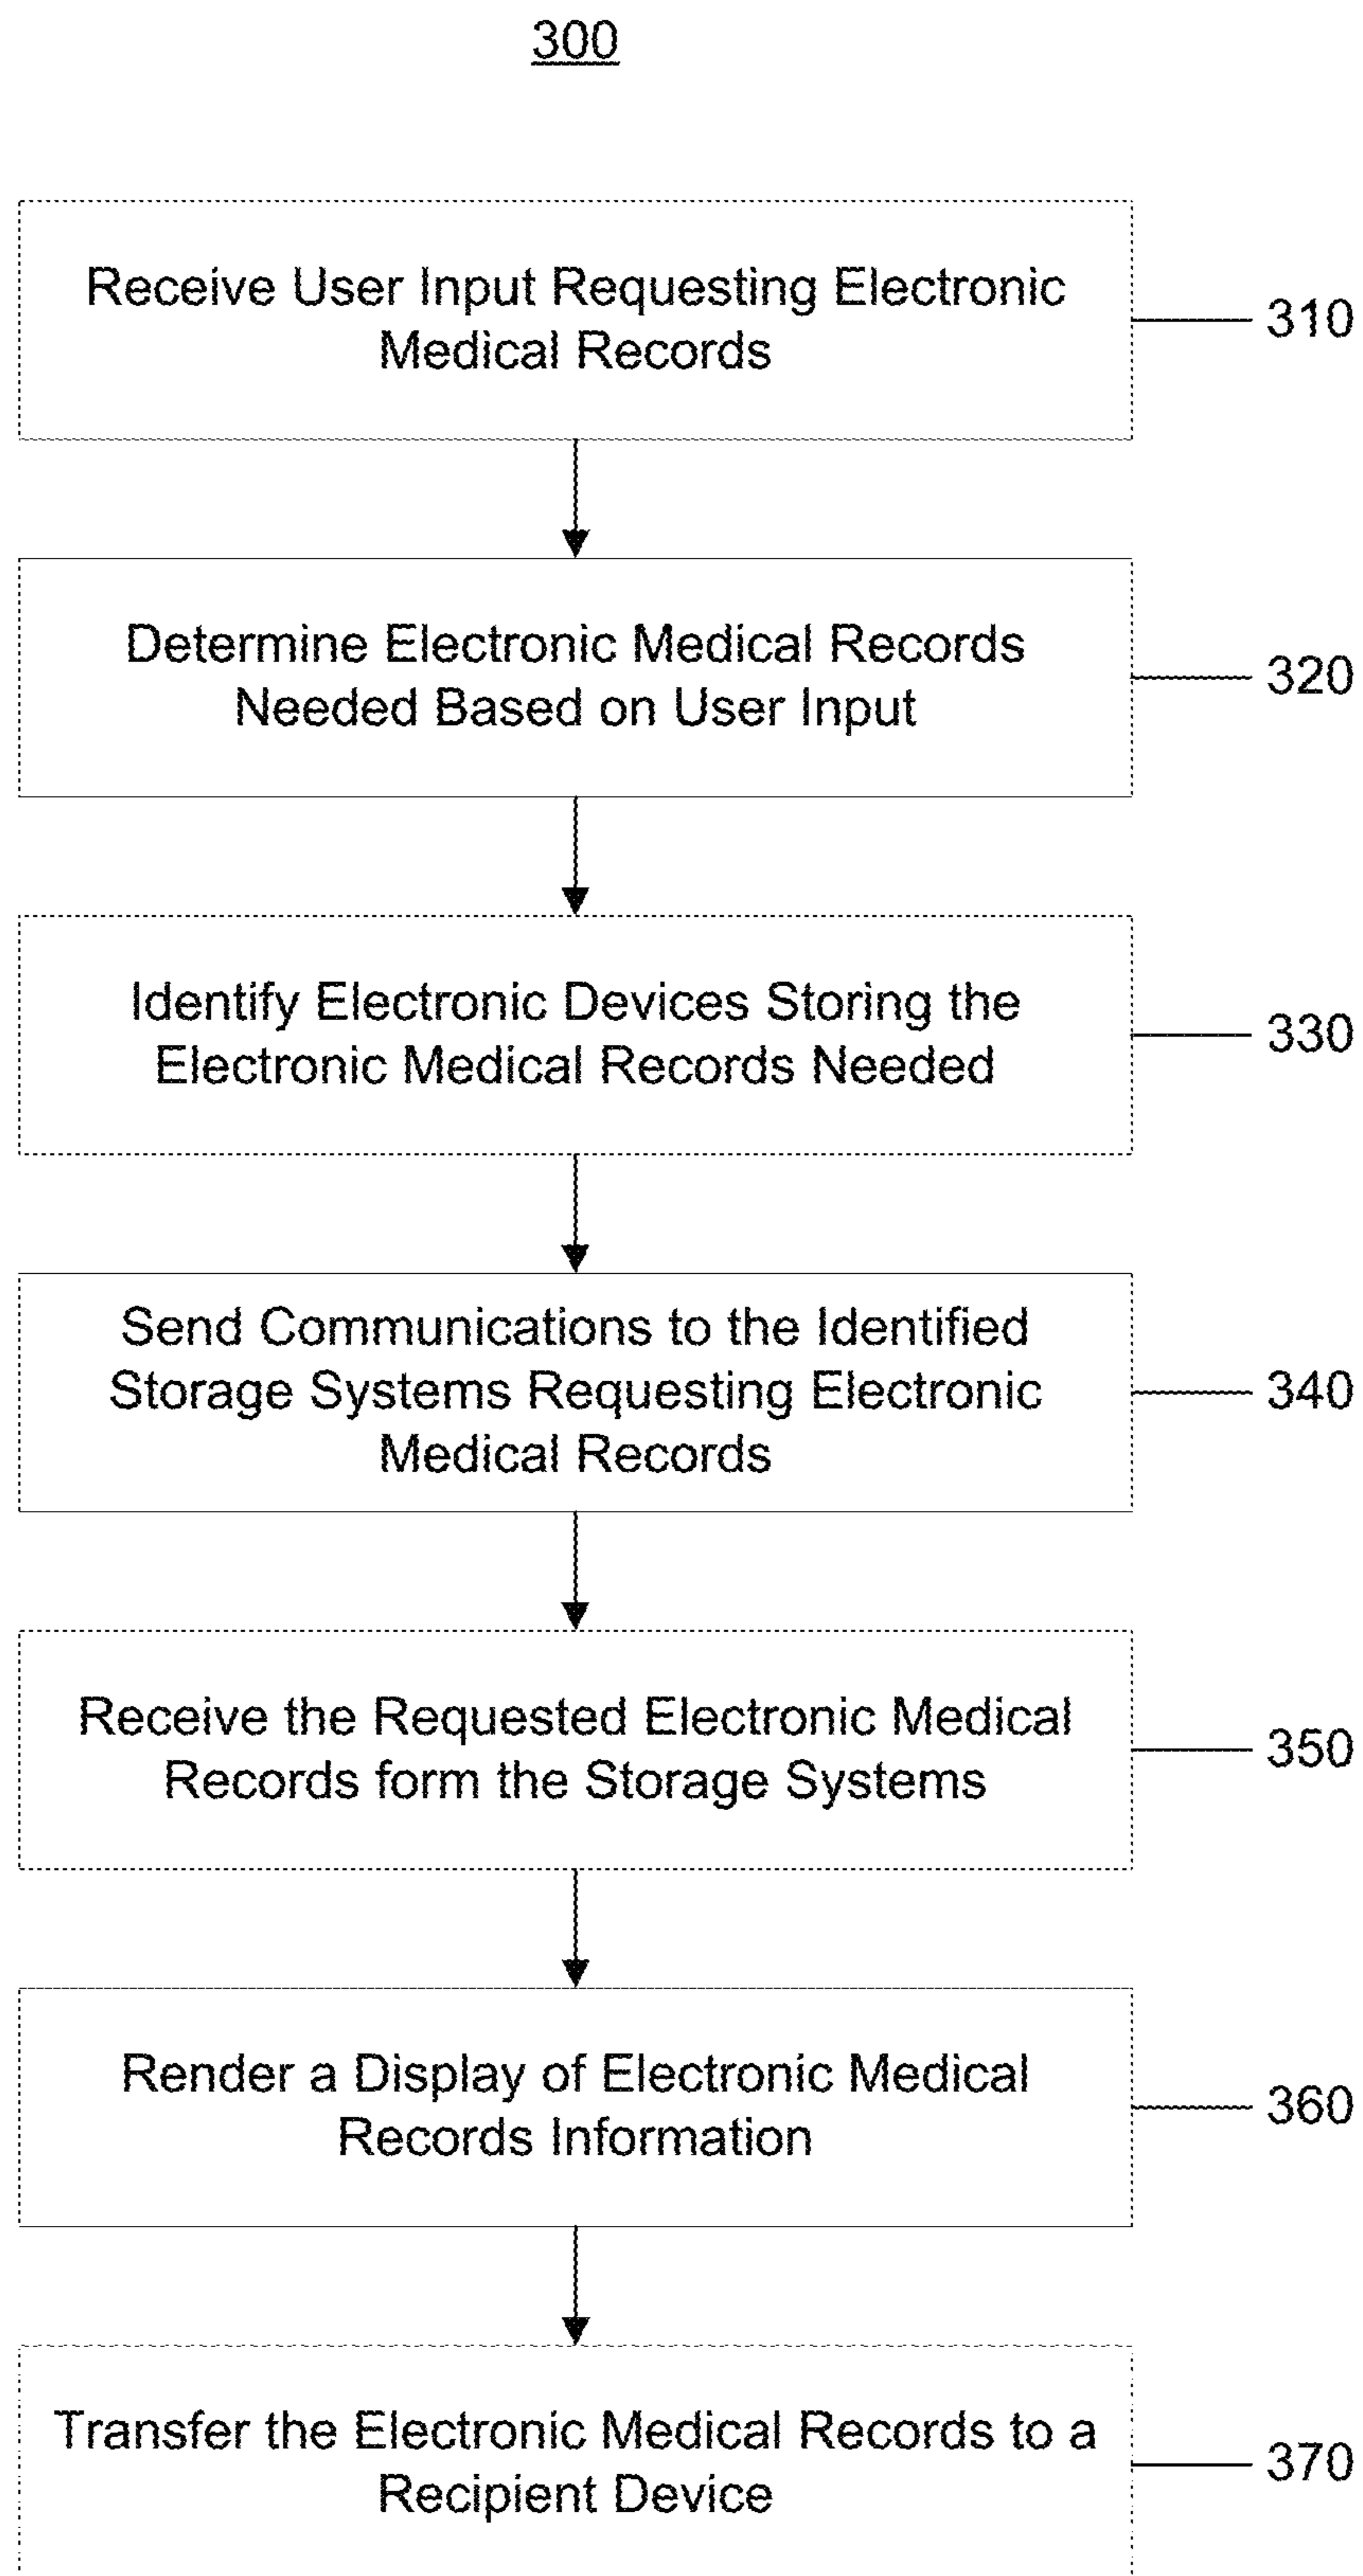 300
Receive User Input Requesting Electronic
Medical Records
310
Determine Electronic Medical Records
Needed Based on User Input
320
Identify Electronic Devices Storing the
Electronic Medical Records Needed
330
Send Communications to the Identified
Storage Systems Requesting Electronic
Medical Records
340
Receive the Requested Electronic Medical
Records form the Storage Systems
350
Render a Display of Electronic Medical
Records Information
360
Transfer the Electronic Medical Records to a
Recipient Device
370